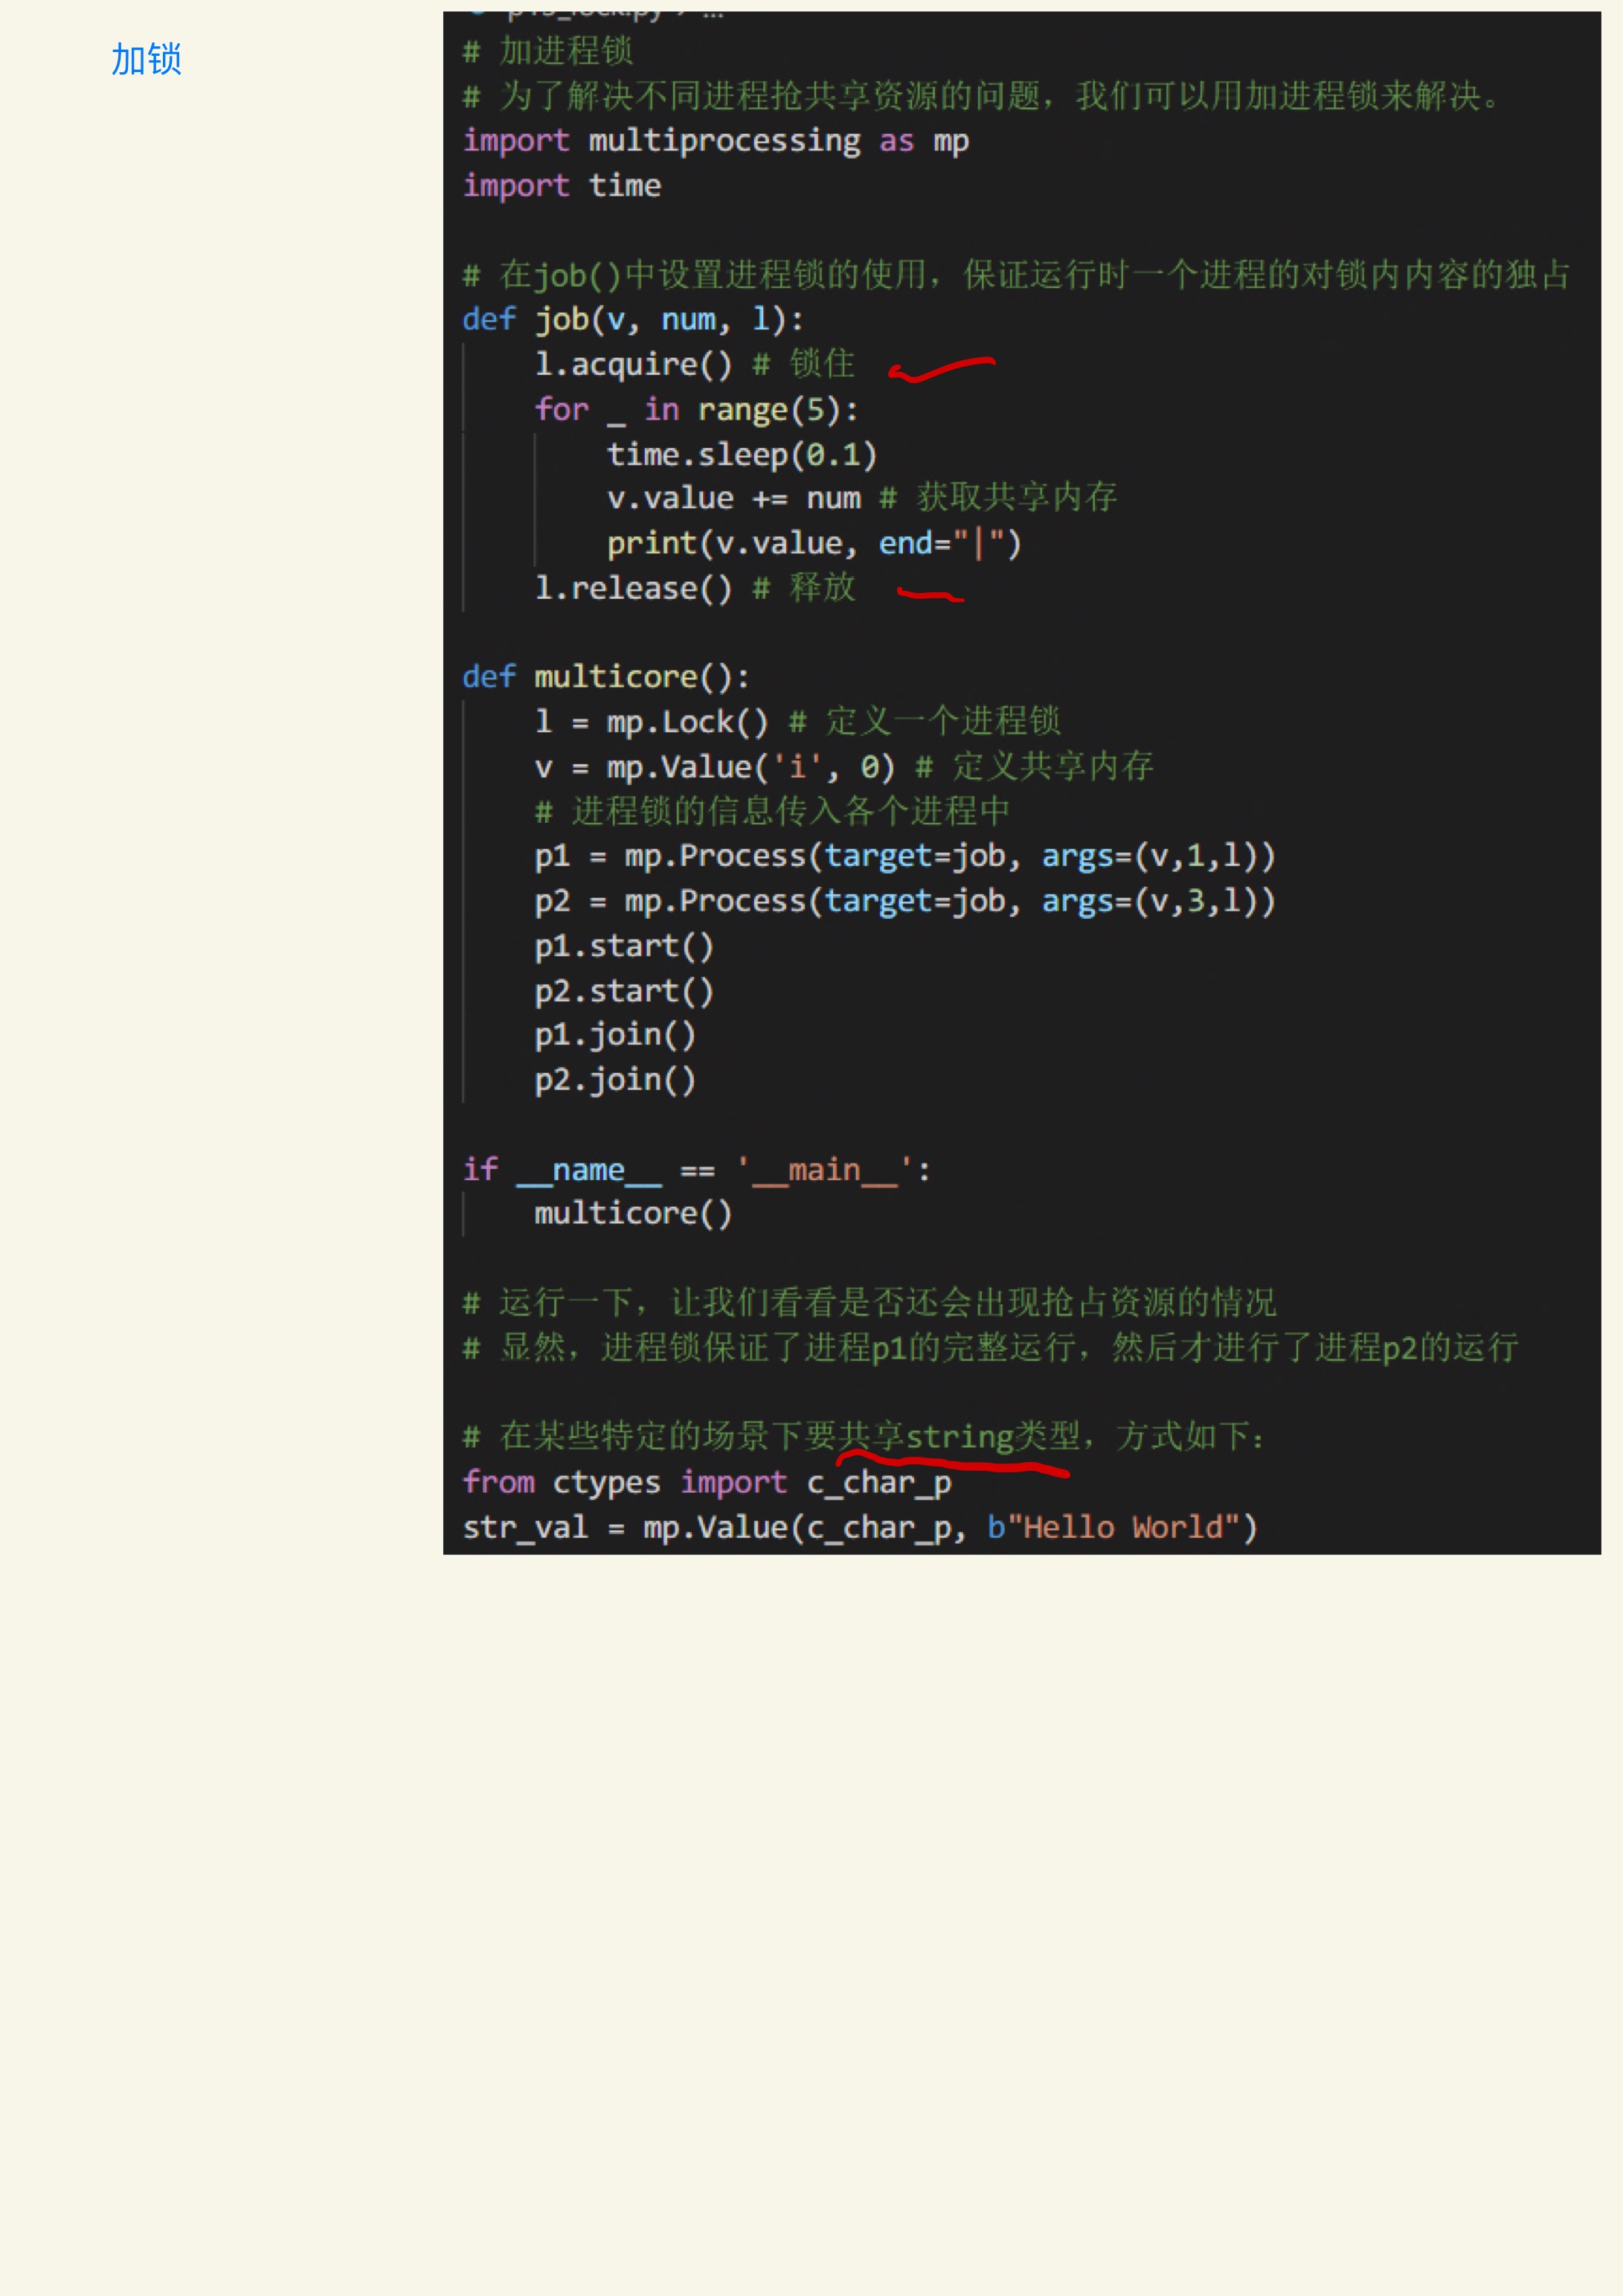 加锁
# 加进程锁
# 为了解决不同进程抢共享资源的问题，我们可以用加进程锁来解决。
import multiprocessing as mp
import time
# 在job()中设置进程锁的使用，保证运行时一个进程的对锁内内容的独占
def job(v, num, l):
    l.acquire() # 锁住
    for _ in range(5):
        time.sleep(0.1)
        v.value += num # 获取共享内存
        print(v.value, end="|")
    l.release() # 释放
def multicore():
    l = mp.Lock() # 定义一个进程锁
    v = mp.Value('i', 0) # 定义共享内存
    # 进程锁的信息传入各个进程中
    p1 = mp.Process(target=job, args=(v,1,l))
    p2 = mp.Process(target=job, args=(v,3,l))
    p1.start()
    p2.start()
    p1.join()
    p2.join()
if __name__ == '__main__':
    multicore()
# 运行一下，让我们看看是否还会出现抢占资源的情况
# 显然，进程锁保证了进程p1的完整运行，然后才进行了进程p2的运行
# 在某些特定的场景下要共享string类型，方式如下：
from ctypes import c_char_p
str_val = mp.Value(c_char_p, b"Hello World")